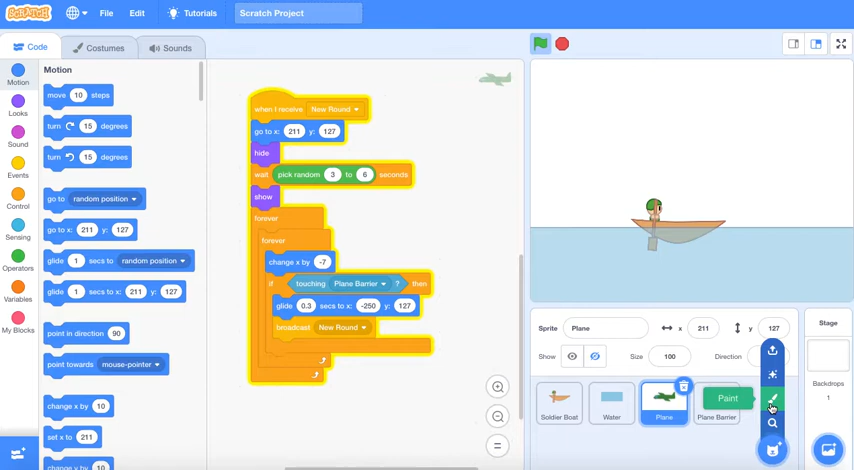 SCRATCH File Edit Tutorials Scratch Project
Code Costumes Sounds
Motion
Looks
Sound
Events
Control
Sensing
Operators
Variables
My Blocks
Motion
move 10 steps
turn 15 degrees
turn 15 degrees
go to random position
go to x: 211 y: 127
glide 1 secs to random position
glide 1 secs to x: 211 y: 127
point in direction 90
point towards mouse-pointer
change x by 10
set x to 211
change y by 10
when I receive New Round
go to x: 211 y: 127
hide
wait pick random 3 to 6 seconds
show
forever
forever
change x by -7
if touching Plane Barrier ? then
glide 0.3 secs to x: -250 y: 127
broadcast New Round
Sprite Plane x 211 y 127
Show Size 100 Direction
Soldier Boat
Water
Plane
Plane Barrier
Paint
Stage
Backdrops
1